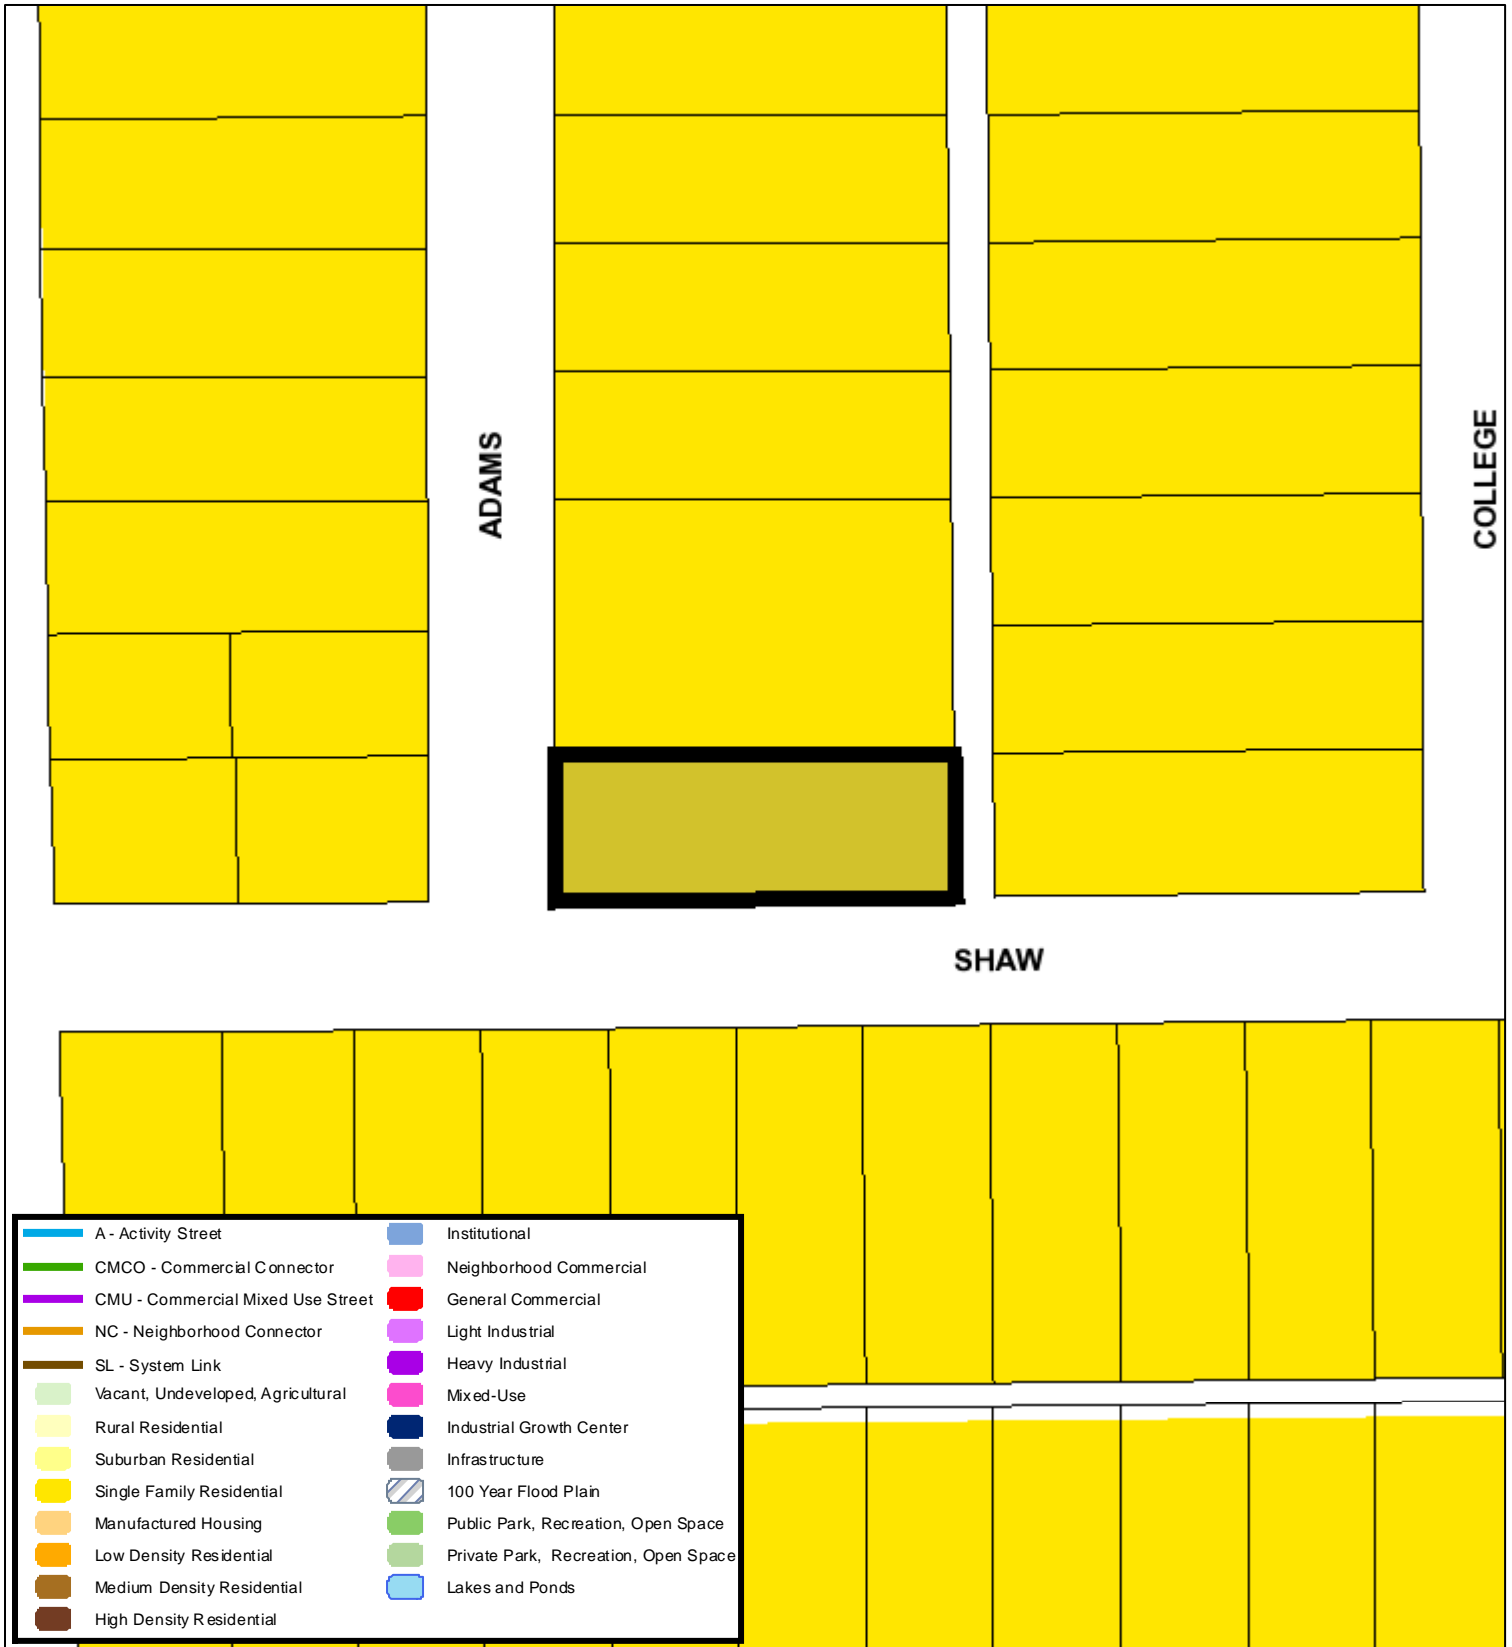 ADAMS
COLLEGE
SHAW
A - Activity Street
CMCO - Commercial Connector
CMU - Commercial Mixed Use Street
NC - Neighborhood Connector
SL - System Link
Vacant, Undeveloped, Agricultural
Rural Residential
Suburban Residential
Single Family Residential
Manufactured Housing
Low Density Residential
Medium Density Residential
High Density Residential
Institutional
Neighborhood Commercial
General Commercial
Light Industrial
Heavy Industrial
Mixed-Use
Industrial Growth Center
Infrastructure
100 Year Flood Plain
Public Park, Recreation, Open Space
Private Park, Recreation, Open Space
Lakes and Ponds